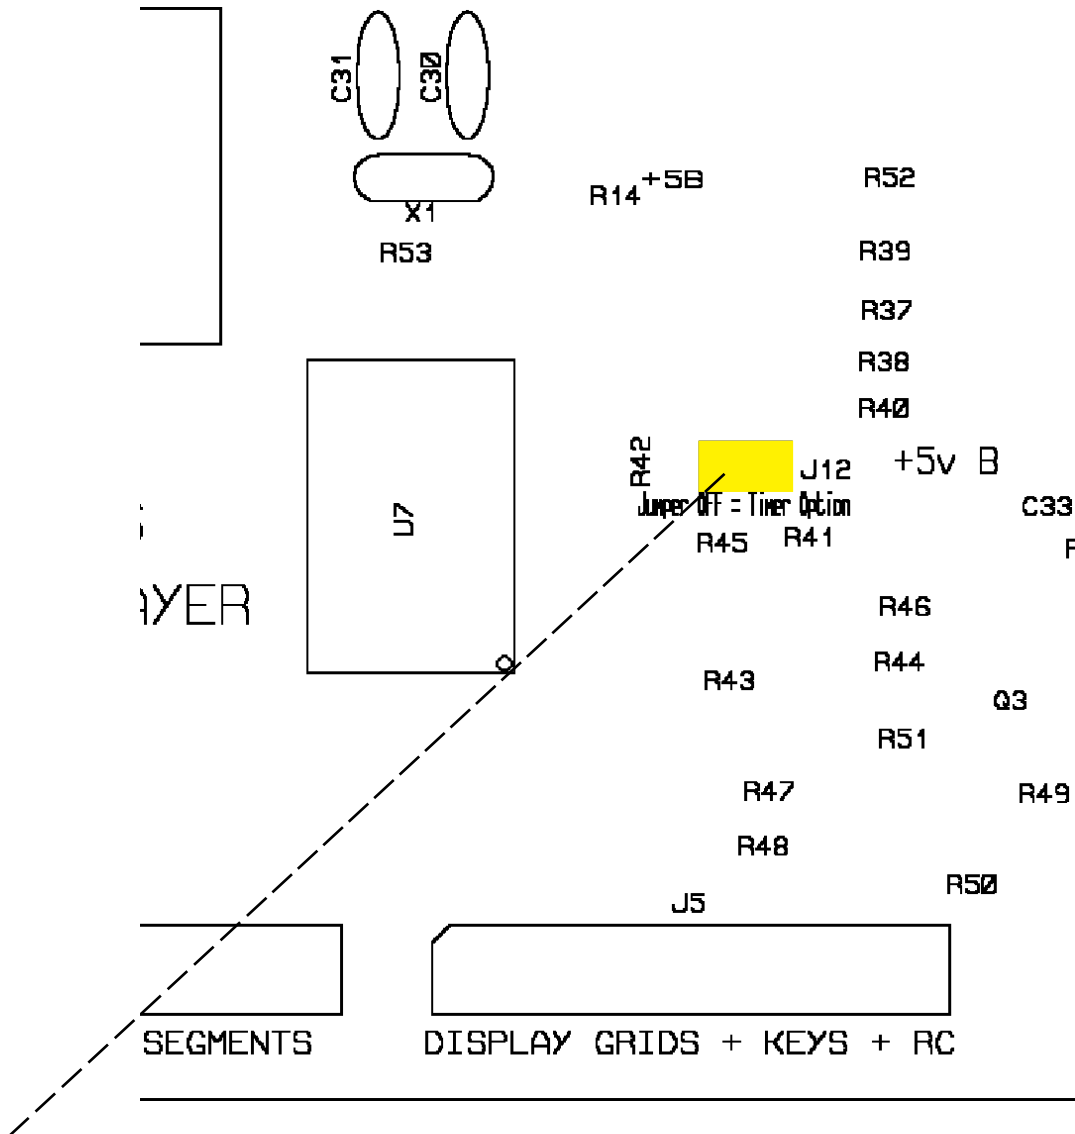 C31
C30
X1
R53
R14
+5B
R52
R39
R37
R38
R40
R42
J12
+5v B
Jumper OFF = Timer Option
C33
R45
R41
U7
R46
R44
R43
Q3
R51
R47
R49
R48
R50
J5
SEGMENTS
DISPLAY GRIDS + KEYS + RC